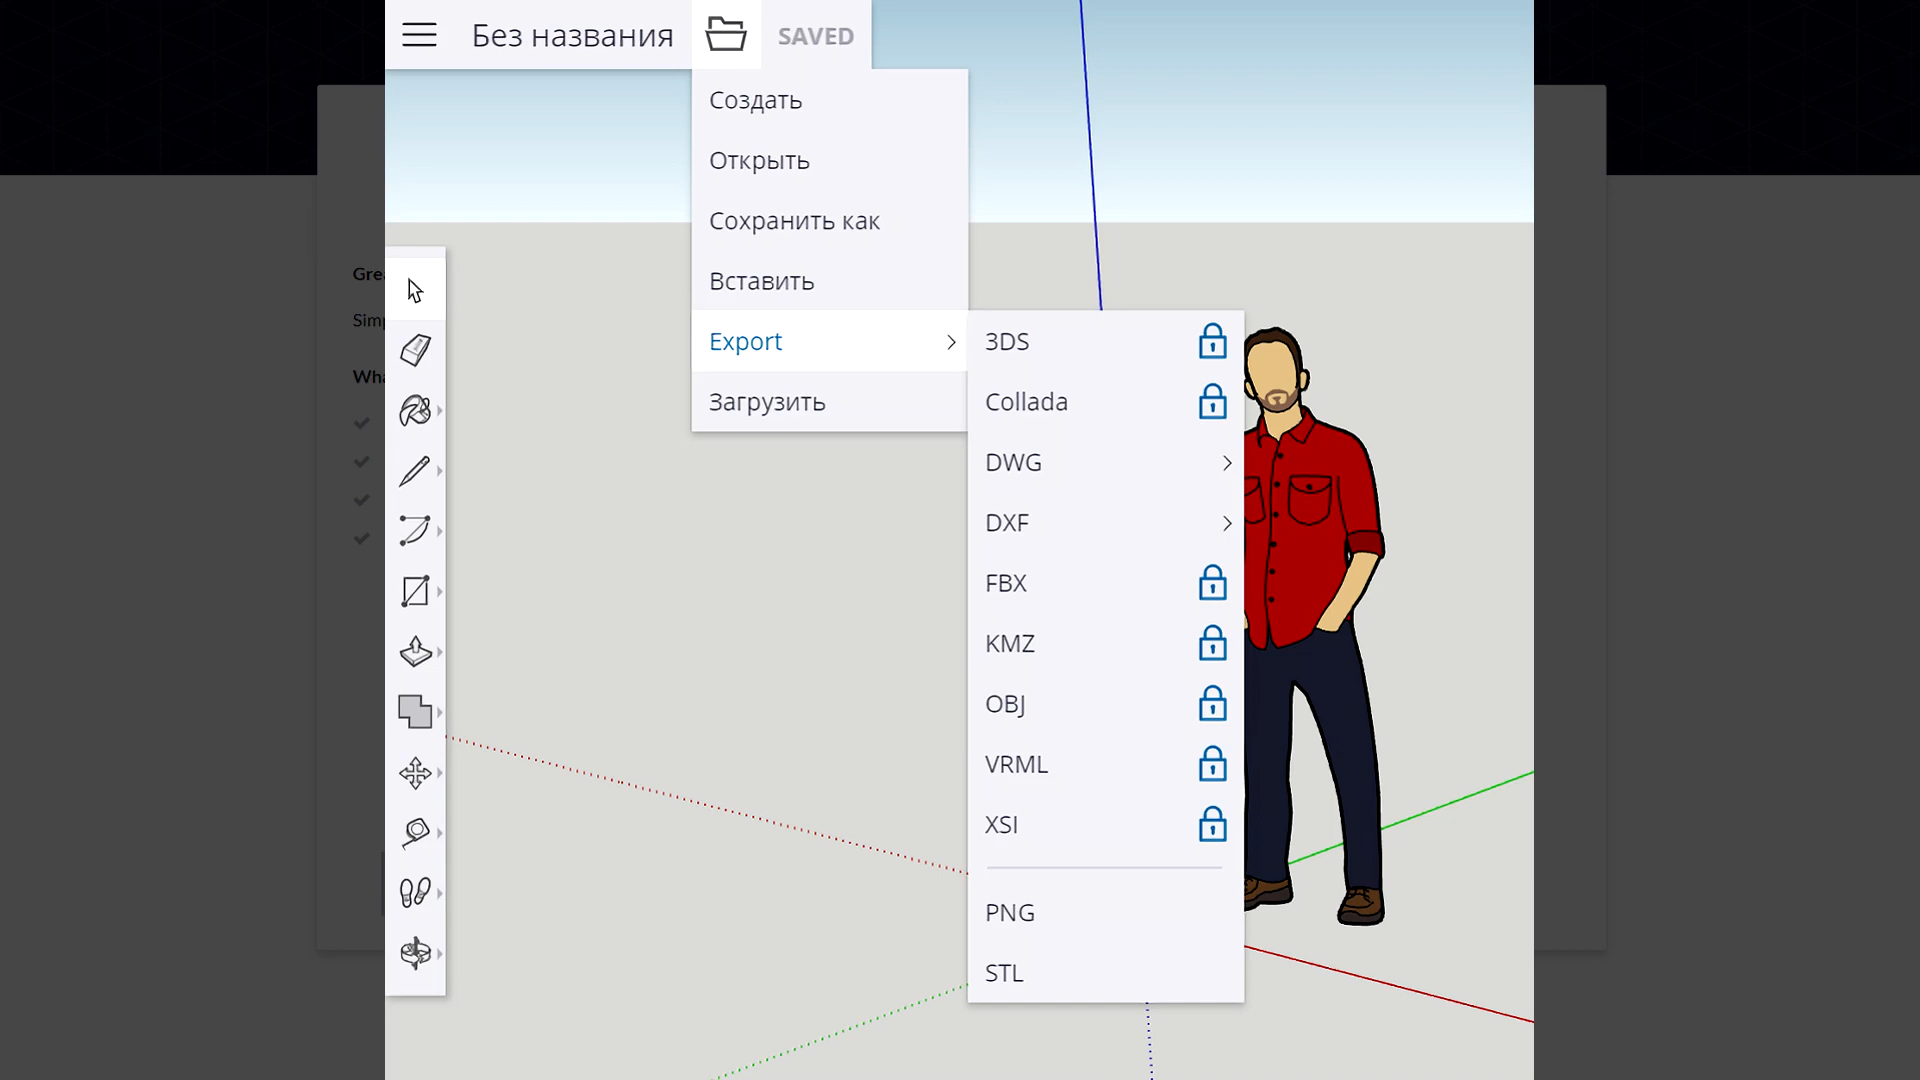 Без названия
SAVED
Создать
Открыть
Сохранить как
Вставить
Export
Загрузить
3DS
Collada
DWG
DXF
FBX
KMZ
OBJ
VRML
XSI
PNG
STL